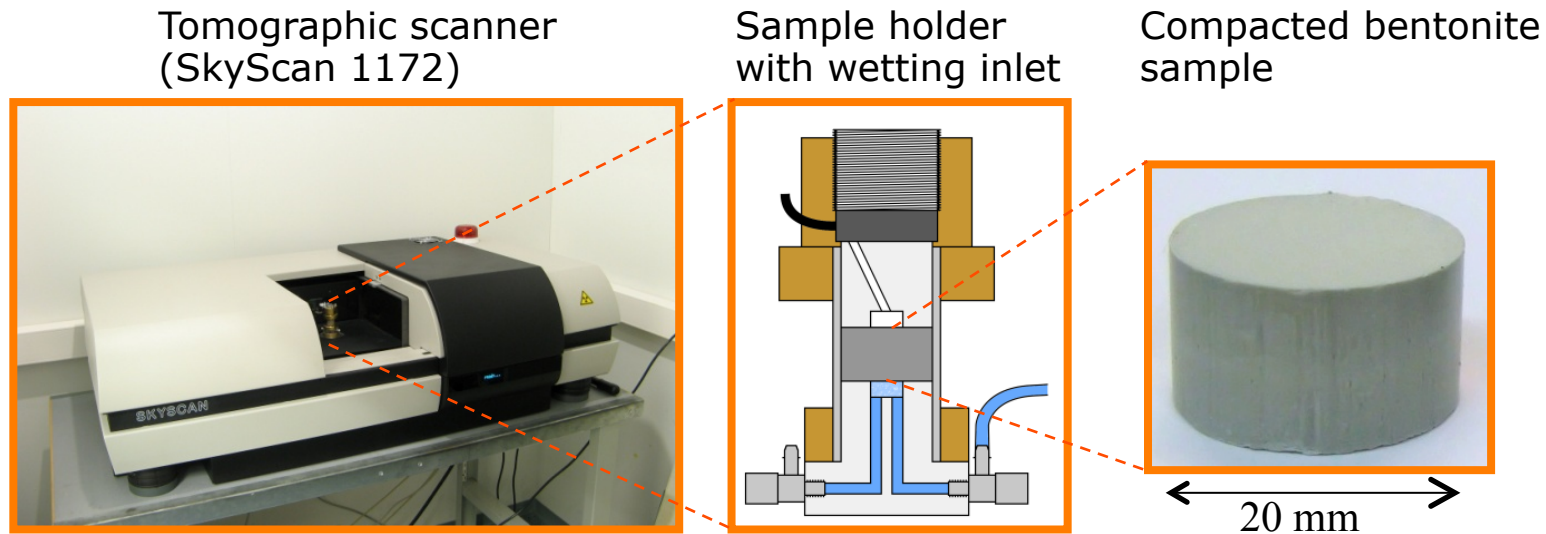 Tomographic scanner
(SkyScan 1172)
Sample holder
with wetting inlet
Compacted bentonite
sample
SKYSCAN
20 mm